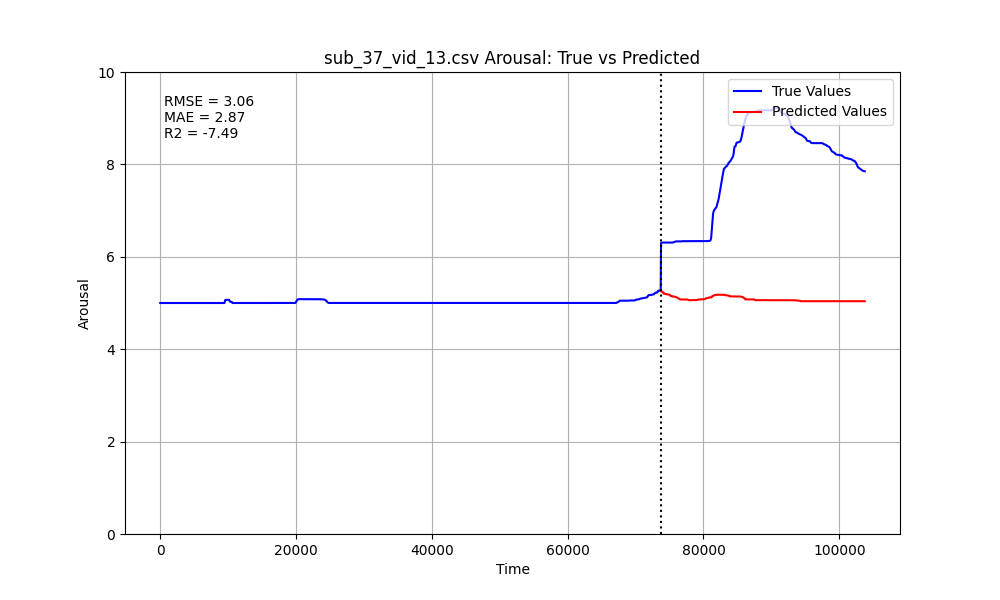 sub_37_vid_13.csv Arousal: True vs Predicted
RMSE = 3.06
MAE = 2.87
R2 = -7.49
True Values
Predicted Values
10
8
6
4
2
0
Arousal
0
20000
40000
60000
80000
100000
Time